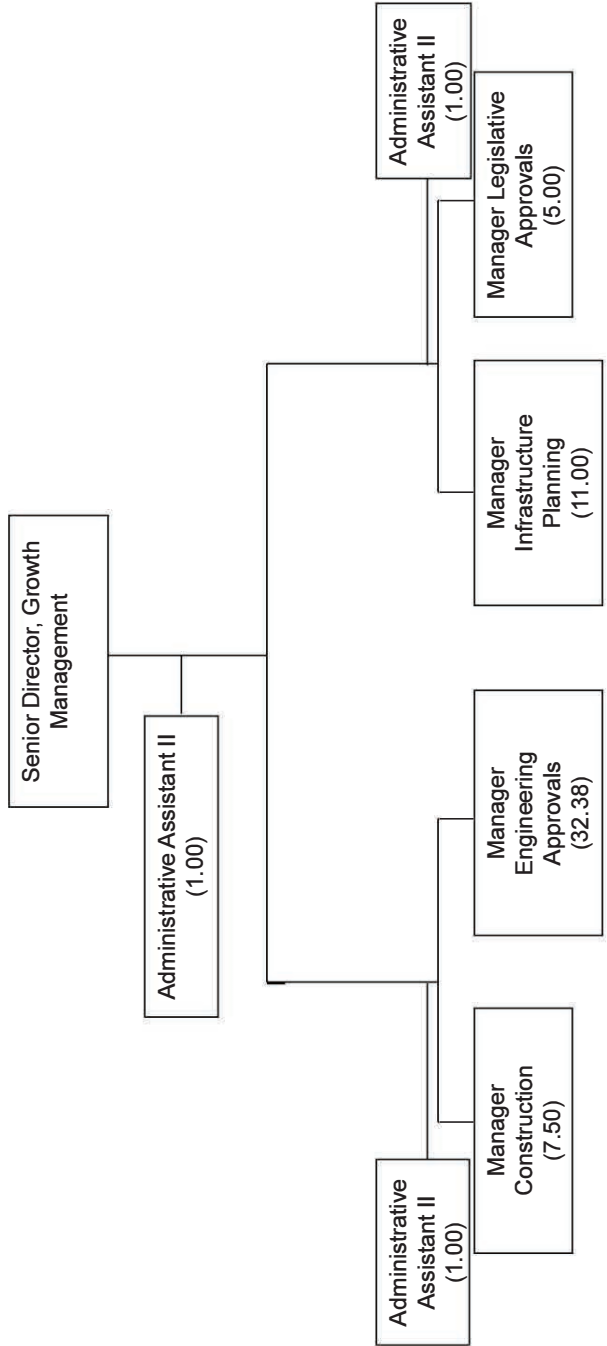 Senior Director, Growth
Management
Administrative Assistant II
(1.00)
Administrative
Assistant II
(1.00)
Administrative
Assistant II
(1.00)
Manager
Construction
(7.50)
Manager
Engineering
Approvals
(32.38)
Manager
Infrastructure
Planning
(11.00)
Manager Legislative
Approvals
(5.00)